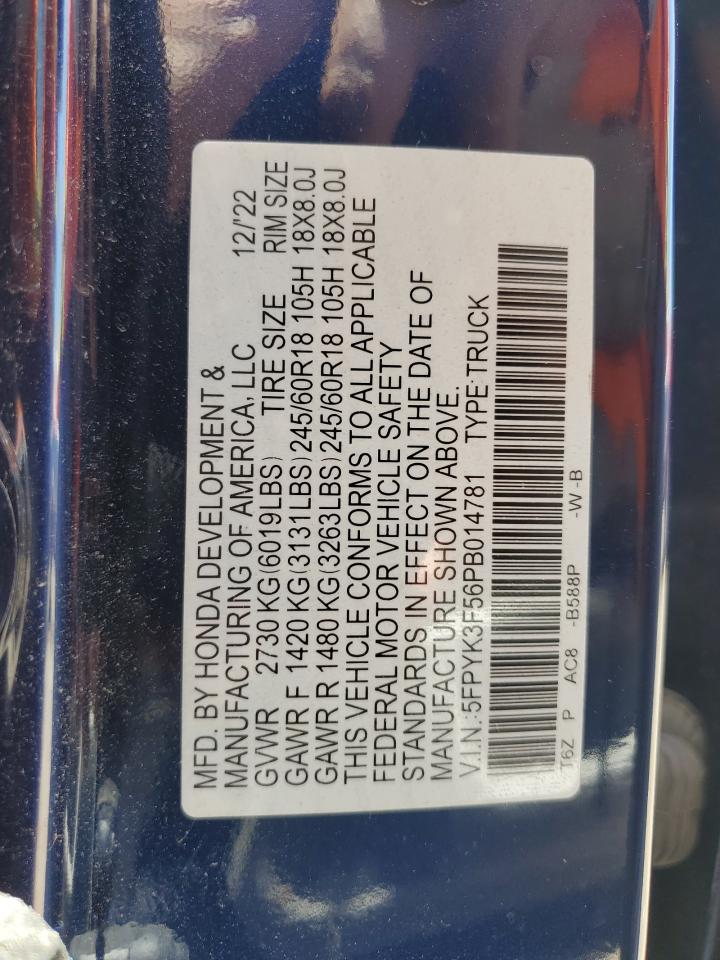 MFD. BY HONDA DEVELOPMENT &
MANUFACTURING OF AMERICA, LLC 12/'22
GVWR 2730 KG(6019LBS) TIRE SIZE RIM SIZE
GAWR F 1420 KG(3131LBS) 245/60R18 105H 18X8.0J
GAWR R 1480 KG(3263LBS) 245/60R18 105H 18X8.0J
THIS VEHICLE CONFORMS TO ALL APPLICABLE
FEDERAL MOTOR VEHICLE SAFETY
STANDARDS IN EFFECT ON THE DATE OF
MANUFACTURE SHOWN ABOVE.
V.I.N.: 5FPYK3F56PB014781 TYPE:TRUCK
T6Z P AC8 -B588P -W -B